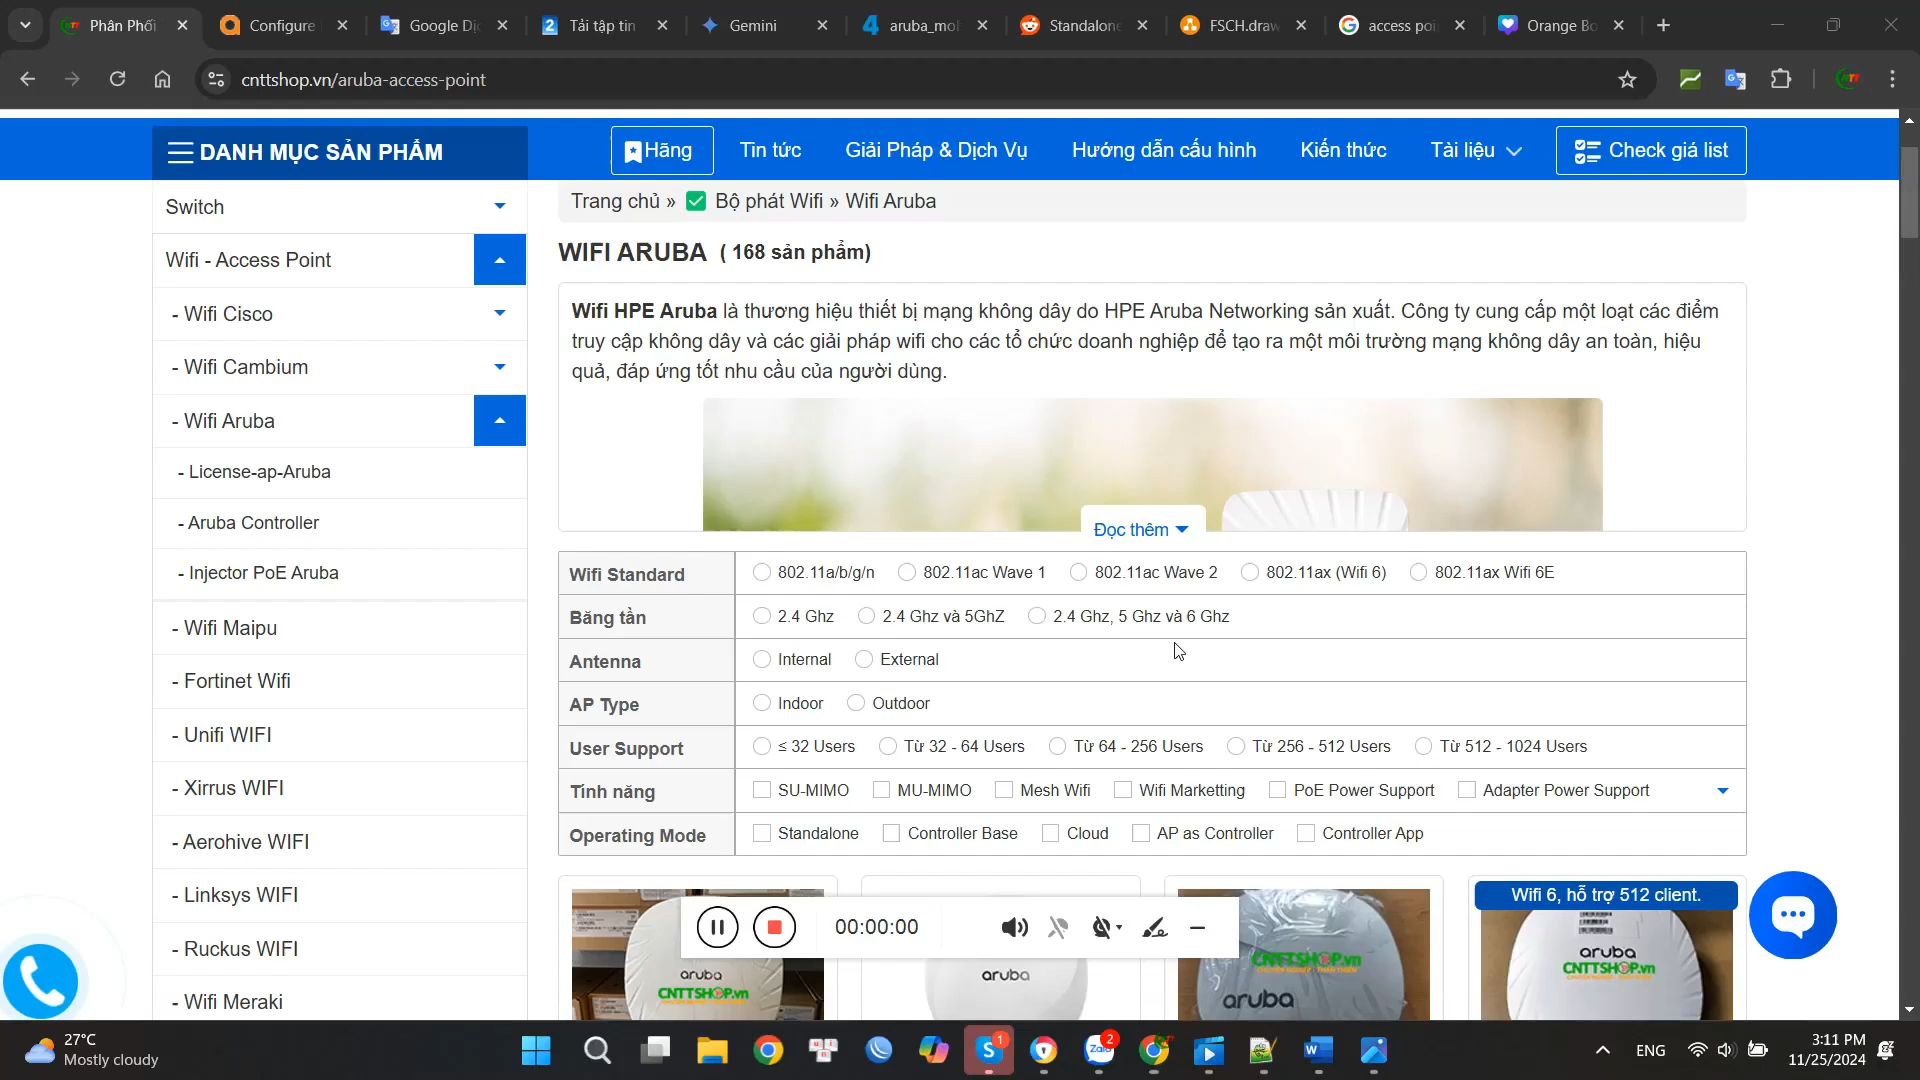 Phân Phối
Configure
Google Dị
Tải tập tin
Gemini
aruba_mo
Standalon
FSCH.draw
access poi
Orange Bo
cnttshop.vn/aruba-access-point
DANH MỤC SẢN PHẨM
Hãng
Tin tức
Giải Pháp & Dịch Vụ
Hướng dẫn cấu hình
Kiến thức
Tài liệu
Check giá list
Switch
Wifi - Access Point
- Wifi Cisco
- Wifi Cambium
- Wifi Aruba
- License-ap-Aruba
- Aruba Controller
- Injector PoE Aruba
- Wifi Maipu
- Fortinet Wifi
- Unifi WIFI
- Xirrus WIFI
- Aerohive WIFI
- Linksys WIFI
- Ruckus WIFI
- Wifi Meraki
Trang chủ » Bộ phát Wifi » Wifi Aruba
WIFI ARUBA ( 168 sản phẩm)
Wifi HPE Aruba là thương hiệu thiết bị mạng không dây do HPE Aruba Networking sản xuất. Công ty cung cấp một loạt các điểm
truy cập không dây và các giải pháp wifi cho các tổ chức doanh nghiệp để tạo ra một môi trường mạng không dây an toàn, hiệu
quả, đáp ứng tốt nhu cầu của người dùng.
Đọc thêm
Wifi Standard 802.11a/b/g/n 802.11ac Wave 1 802.11ac Wave 2 802.11ax (Wifi 6) 802.11ax Wifi 6E
Băng tần 2.4 Ghz 2.4 Ghz và 5GhZ 2.4 Ghz, 5 Ghz và 6 Ghz
Antenna Internal External
AP Type Indoor Outdoor
User Support ≤ 32 Users Từ 32 - 64 Users Từ 64 - 256 Users Từ 256 - 512 Users Từ 512 - 1024 Users
Tính năng SU-MIMO MU-MIMO Mesh Wifi Wifi Marketting PoE Power Support Adapter Power Support
Operating Mode Standalone Controller Base Cloud AP as Controller Controller App
Wifi 6, hỗ trợ 512 client.
00:00:00
aruba
CNTTSHOP.vn
aruba
CNTTSHOP.vn
aruba
aruba
CNTTSHOP.vn
27°C
Mostly cloudy
1
2
Zalo
ENG
3:11 PM
11/25/2024